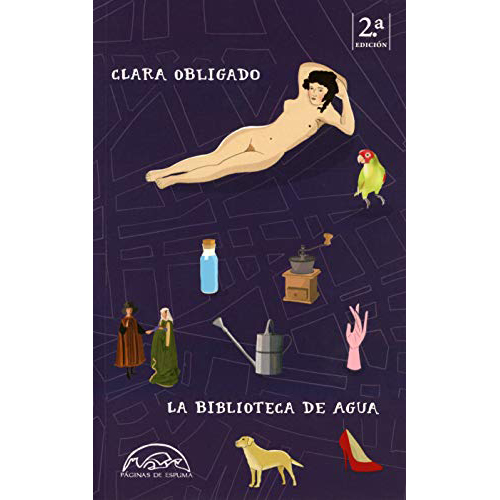 2.ª
EDICIÓN
CLARA OBLIGADO
LA BIBLIOTECA DE AGUA
PÁGINAS DE ESPUMA